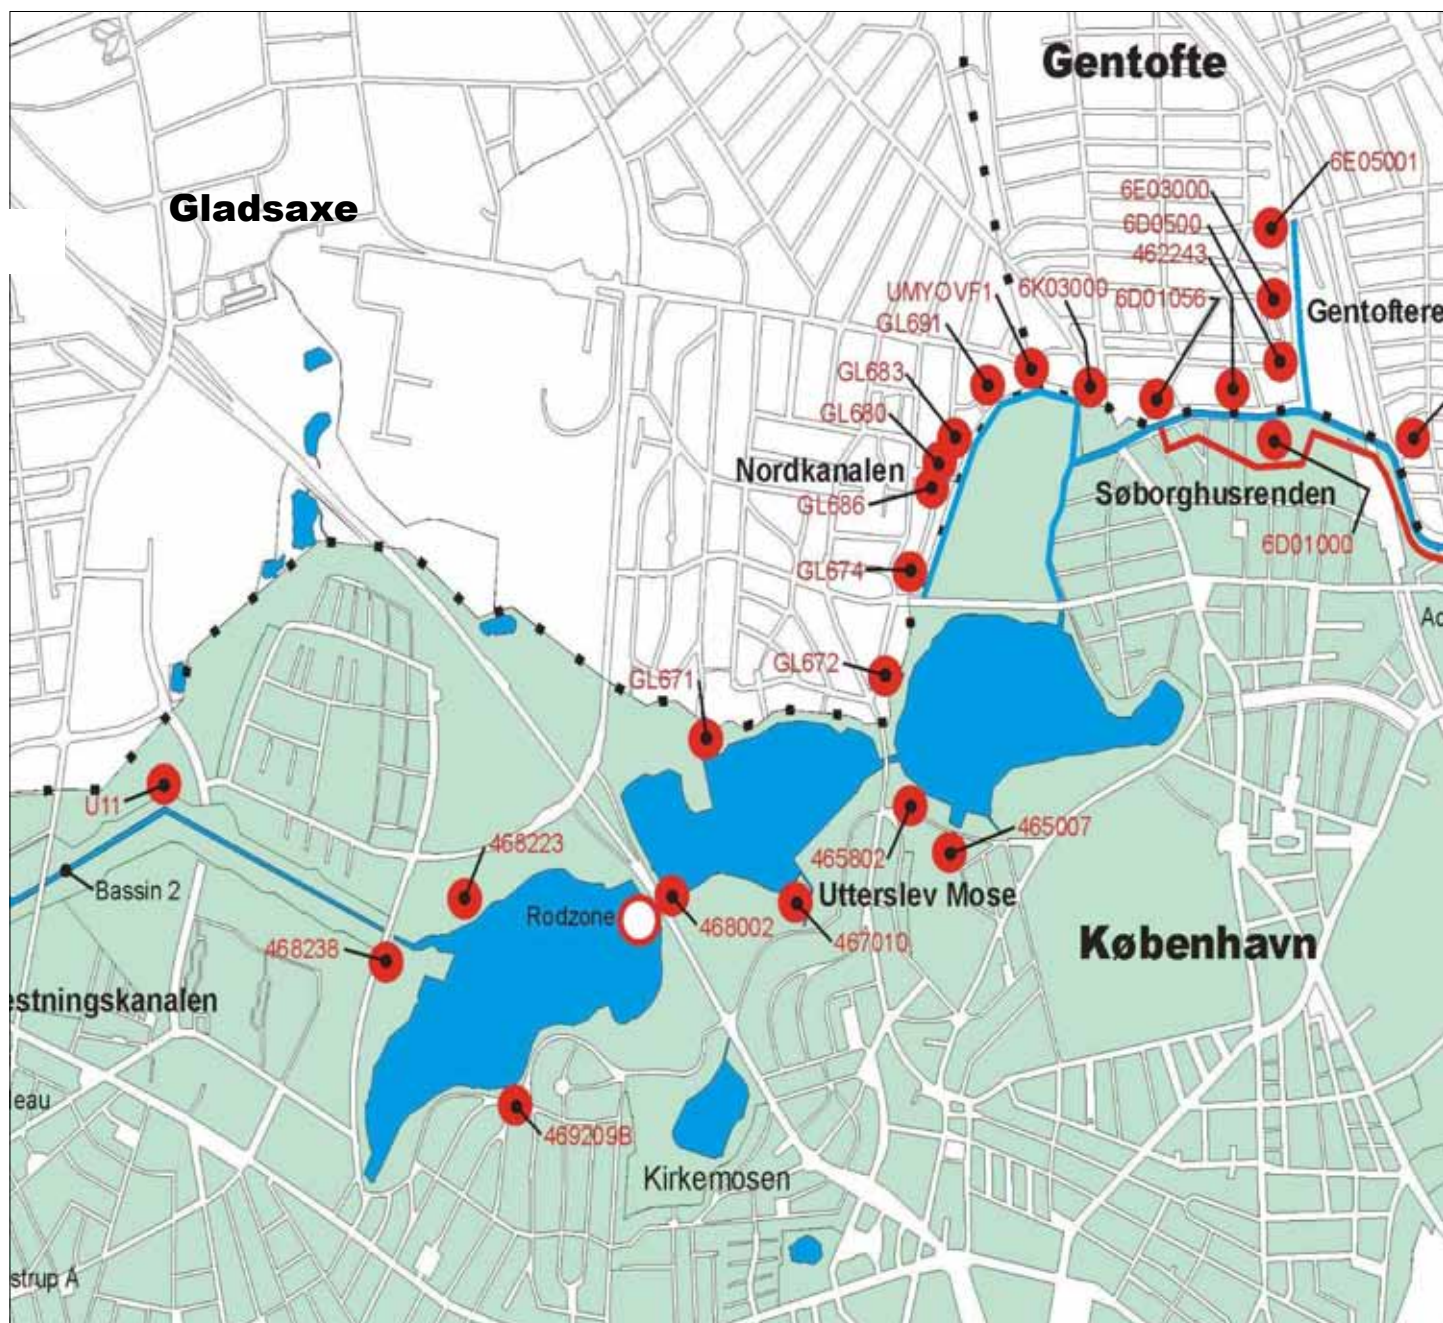 Gentofte
6E05001
6E03000
Gladsaxe
6D0500
462243
6K03000
UMYOVF1
6D01056
Gentoftere
GL691
GL683
GL680
Nordkanalen
GL686
Søborghusrenden
6D01000
GL674
GL672
GL671
U11
465007
468223
465802
Bassin 2
Utterslev Mose
Rodzone
468002
467010
København
468238
estningskanalen
leau
469209B
Kirkemosen
strup A